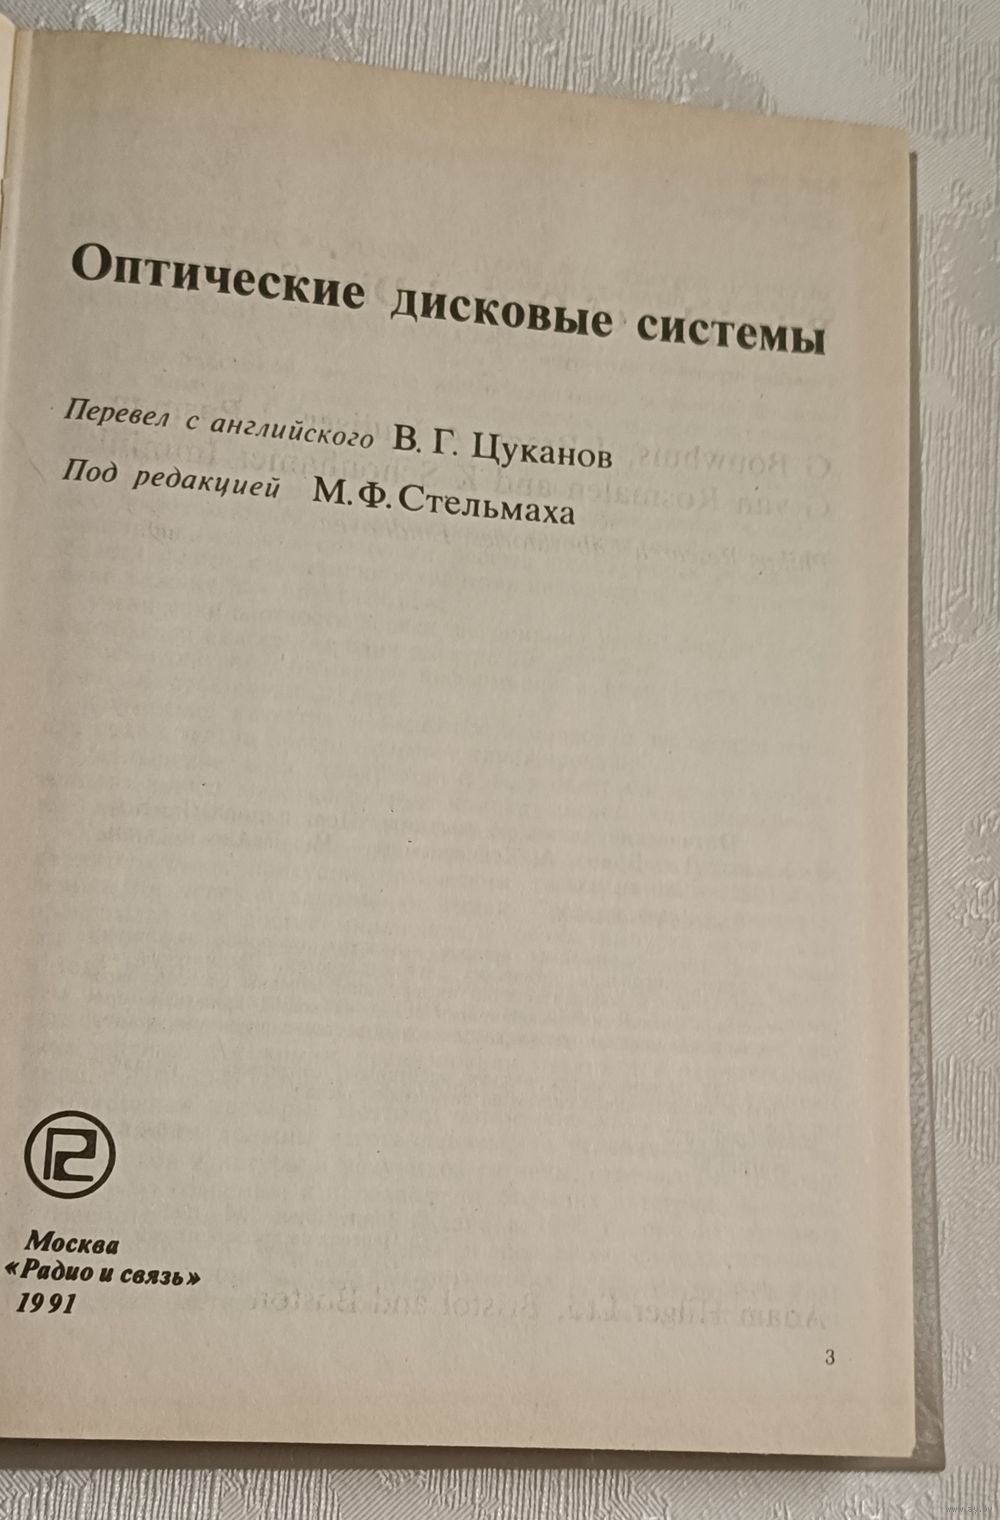 Оптические дисковые системы
Перевел с английского В. Г. Цуканов
Под редакцией М. Ф. Стельмаха
Москва
«Радио и связь»
1991
3